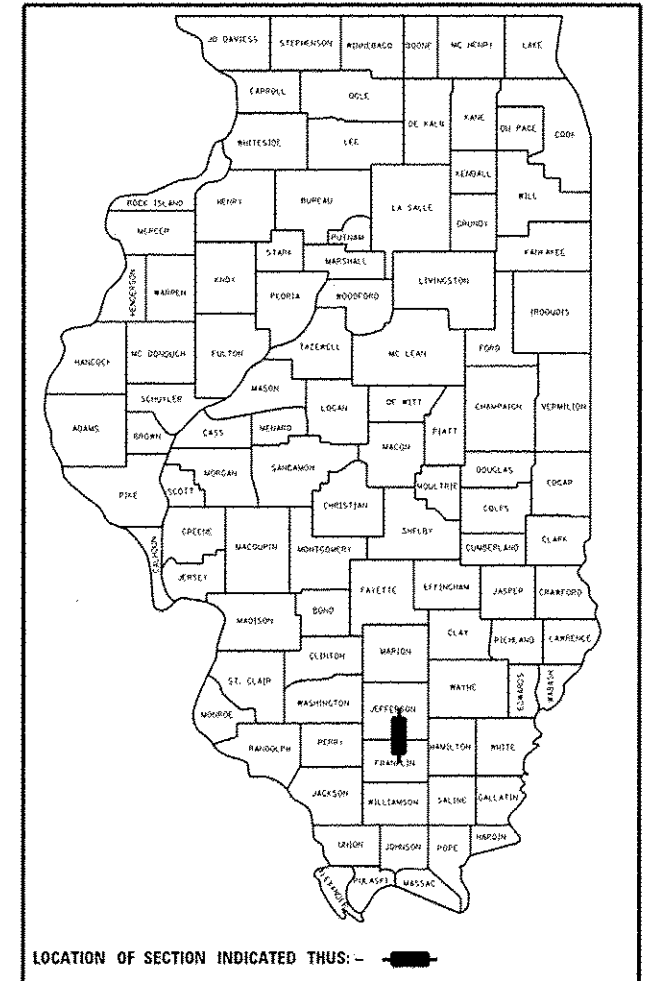 JO DAVIESS STEPHENSON WINNEBAGO BOONE MC HENRY LAKE
CARROLL OGLE DE KALB KANE DU PAGE COOK
WHITESIDE LEE KENDALL WILL
ROCK ISLAND HENRY BUREAU LA SALLE GRUNDY
MERCER PUTNAM KANKAKEE
HENDERSON WARREN KNOX STARK MARSHALL LIVINGSTON
PEORIA WOODFORD IROQUOIS
HANCOCK MC DONOUGH FULTON TAZEWELL MC LEAN FORD
SCHUYLER MASON LOGAN DE WITT CHAMPAIGN VERMILION
ADAMS BROWN CASS MENARD MACON PIATT
PIKE SCOTT MORGAN SANGAMON CHRISTIAN MOULTRIE DOUGLAS EDGAR
COLES
CALHOUN GREENE MACOUPIN MONTGOMERY SHELBY CUMBERLAND CLARK
JERSEY
BOND FAYETTE EFFINGHAM JASPER CRAWFORD
MADISON CLAY RICHLAND LAWRENCE
CLINTON MARION
ST. CLAIR WAYNE EDWARDS WABASH
MONROE WASHINGTON JEFFERSON
RANDOLPH PERRY FRANKLIN HAMILTON WHITE
JACKSON WILLIAMSON SALINE GALLATIN
UNION JOHNSON POPE HARDIN
ALEXANDER PULASKI MASSAC
LOCATION OF SECTION INDICATED THUS: -